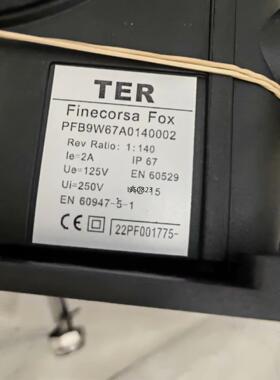 TER
Finecorsa Fox
PFB9W67A0140002
Rev Ratio: 1:140
Ie=2A IP 67
Ue=125V EN 60529
Ui=250V 15
EN 60947-5-1
CE
22PF001775-